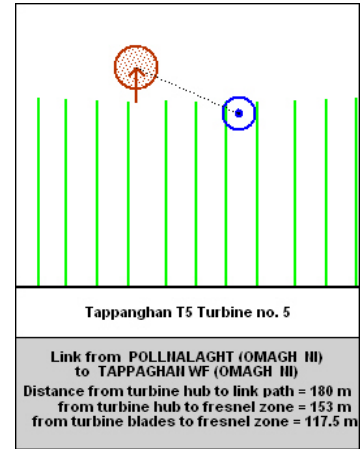 Tappanghan T5 Turbine no. 5
Link from POLLNALAGHT (OMAGH NI)
to TAPPAGHAN WF (OMAGH NI)
Distance from turbine hub to link path = 180 m
from turbine hub to fresnel zone = 153 m
from turbine blades to fresnel zone = 117.5 m